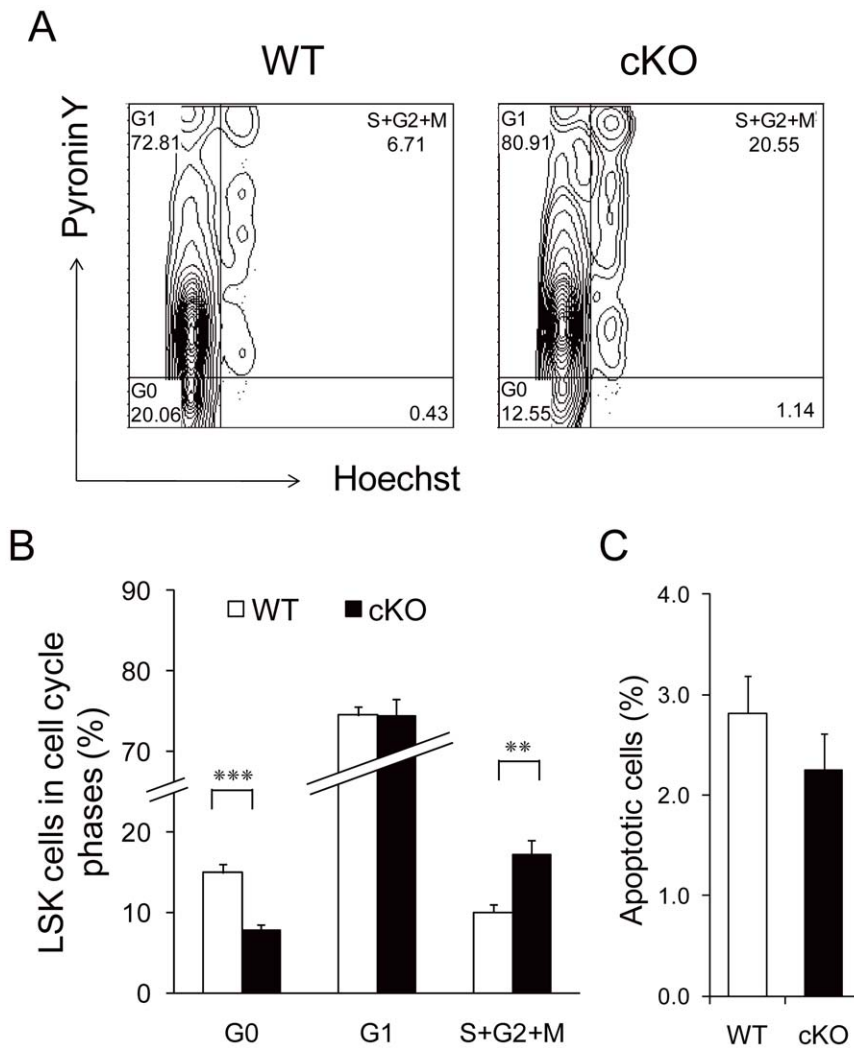 A
WT
cKO
Pyronin Y
G1
72.81
S+G2+M
6.71
G0
20.06
0.43
G1
80.91
S+G2+M
20.55
G0
12.55
1.14
Hoechst
B
LSK cells in cell cycle
phases (%)
90
80
70
20
10
0
WT
cKO
***
**
G0
G1
S+G2+M
C
Apoptotic cells (%)
4.0
3.0
2.0
1.0
0.0
WT
cKO